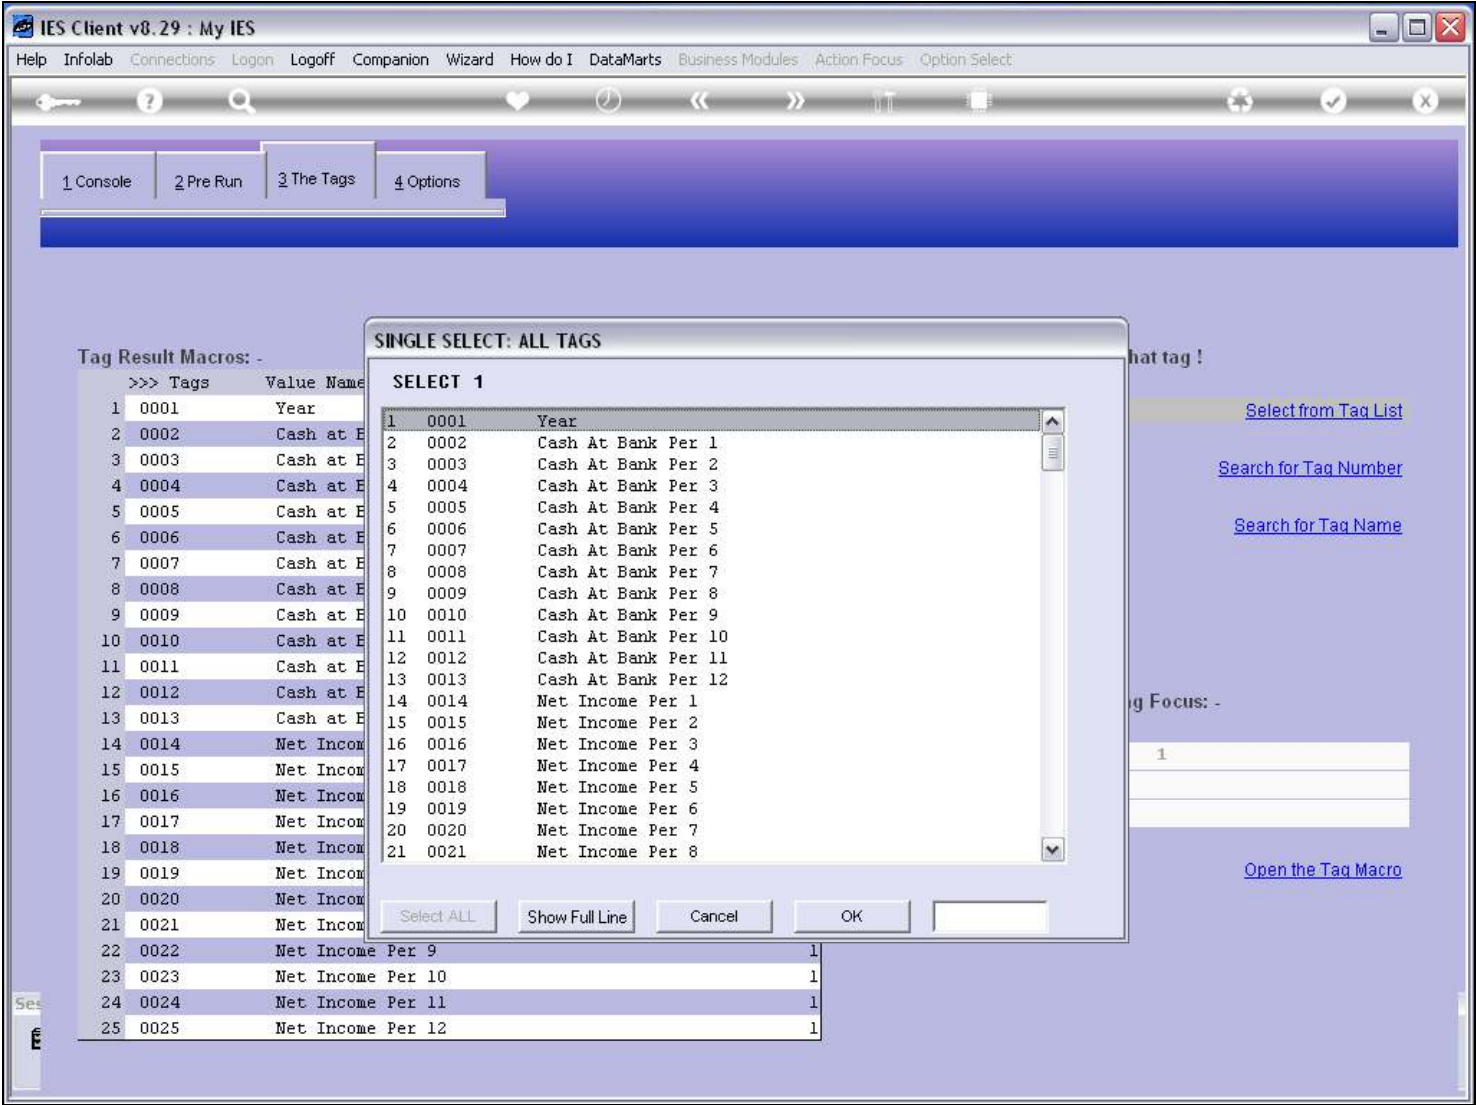 IES Client v8.29 : My IES
Help Infolab Connections Logon Logoff Companion Wizard How do I DataMarts Business Modules Action Focus Option Select
1 Console 2 Pre Run 3 The Tags 4 Options
SINGLE SELECT: ALL TAGS
SELECT 1
1 0001 Year
2 0002 Cash At Bank Per 1
3 0003 Cash At Bank Per 2
4 0004 Cash At Bank Per 3
5 0005 Cash At Bank Per 4
6 0006 Cash At Bank Per 5
7 0007 Cash At Bank Per 6
8 0008 Cash At Bank Per 7
9 0009 Cash At Bank Per 8
10 0010 Cash At Bank Per 9
11 0011 Cash At Bank Per 10
12 0012 Cash At Bank Per 11
13 0013 Cash At Bank Per 12
14 0014 Net Income Per 1
15 0015 Net Income Per 2
16 0016 Net Income Per 3
17 0017 Net Income Per 4
18 0018 Net Income Per 5
19 0019 Net Income Per 6
20 0020 Net Income Per 7
21 0021 Net Income Per 8
Select ALL Show Full Line Cancel OK
Tag Result Macros: -
>>> Tags Value Name
1 0001 Year
2 0002 Cash at
3 0003 Cash at
4 0004 Cash at
5 0005 Cash at
6 0006 Cash at
7 0007 Cash at
8 0008 Cash at
9 0009 Cash at
10 0010 Cash at
11 0011 Cash at
12 0012 Cash at
13 0013 Cash at
14 0014 Net Incom
15 0015 Net Incom
16 0016 Net Incom
17 0017 Net Incom
18 0018 Net Incom
19 0019 Net Incom
20 0020 Net Incom
21 0021 Net Incom
22 0022 Net Income Per 9 1
23 0023 Net Income Per 10 1
24 0024 Net Income Per 11 1
25 0025 Net Income Per 12 1
hat tag !
Select from Tag List
Search for Tag Number
Search for Tag Name
g Focus: -
1
Open the Tag Macro
Ses